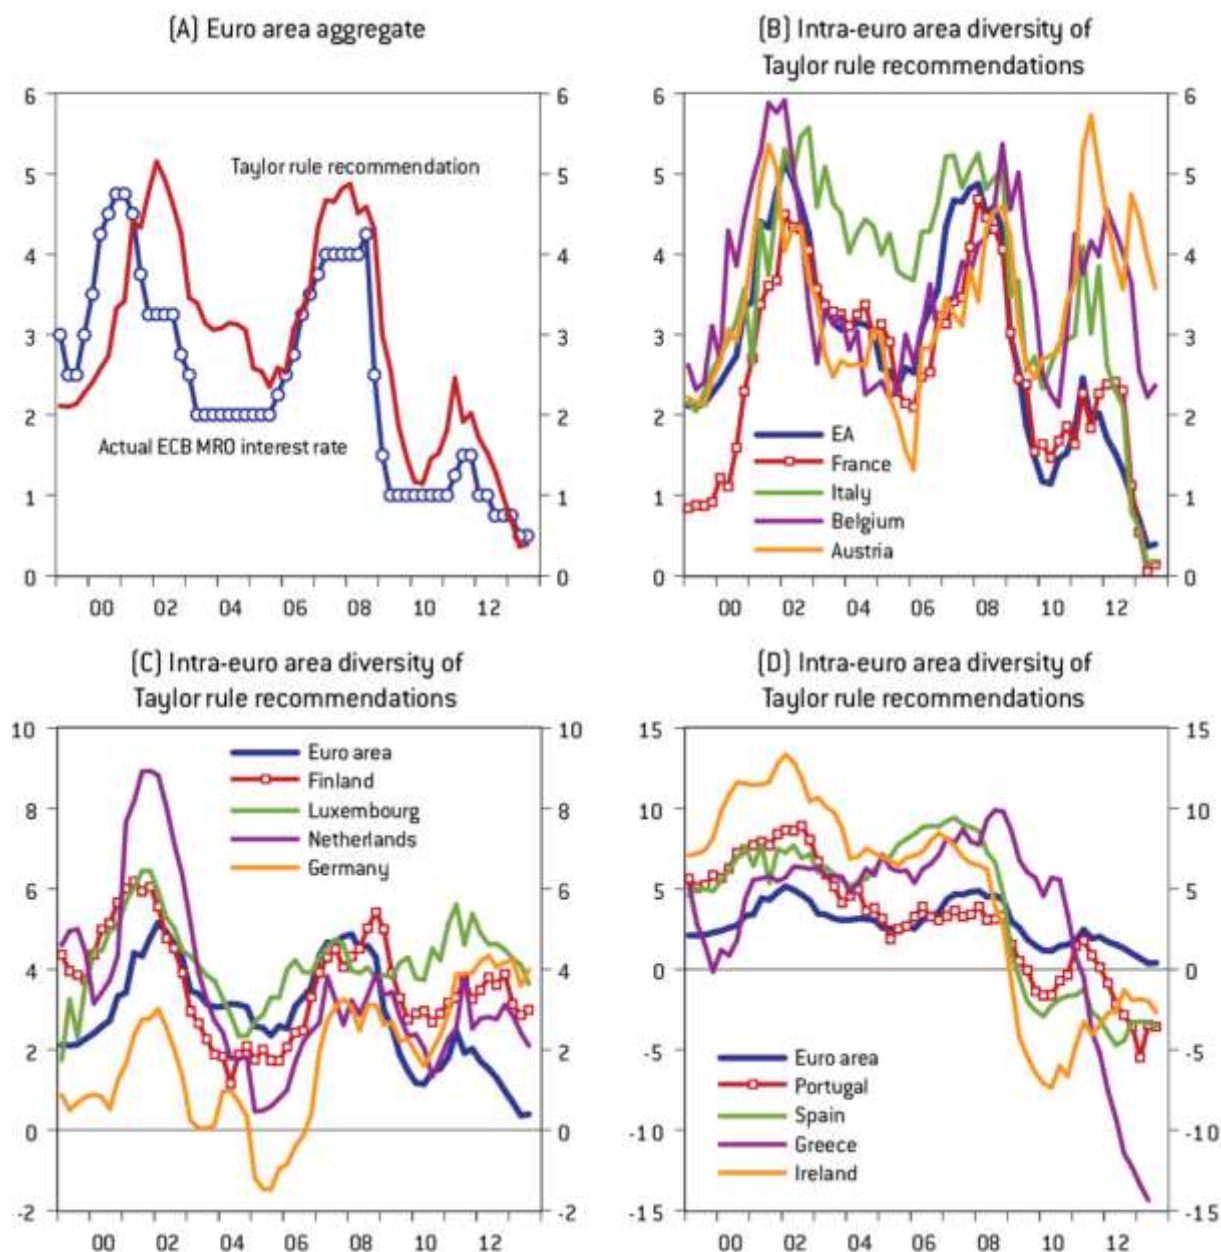 (A) Euro area aggregate
6
5
4
3
2
1
0
6
5
4
3
2
1
0
Taylor rule recommendation
Actual ECB MRO interest rate
00 02 04 06 08 10 12
(B) Intra-euro area diversity of
Taylor rule recommendations
6
5
4
3
2
1
0
6
5
4
3
2
1
0
EA
France
Italy
Belgium
Austria
00 02 04 06 08 10 12
(C) Intra-euro area diversity of
Taylor rule recommendations
10
8
6
4
2
0
-2
10
8
6
4
2
0
-2
Euro area
Finland
Luxembourg
Netherlands
Germany
00 02 04 06 08 10 12
(D) Intra-euro area diversity of
Taylor rule recommendations
15
10
5
0
-5
-10
-15
15
10
5
0
-5
-10
-15
Euro area
Portugal
Spain
Greece
Ireland
00 02 04 06 08 10 12